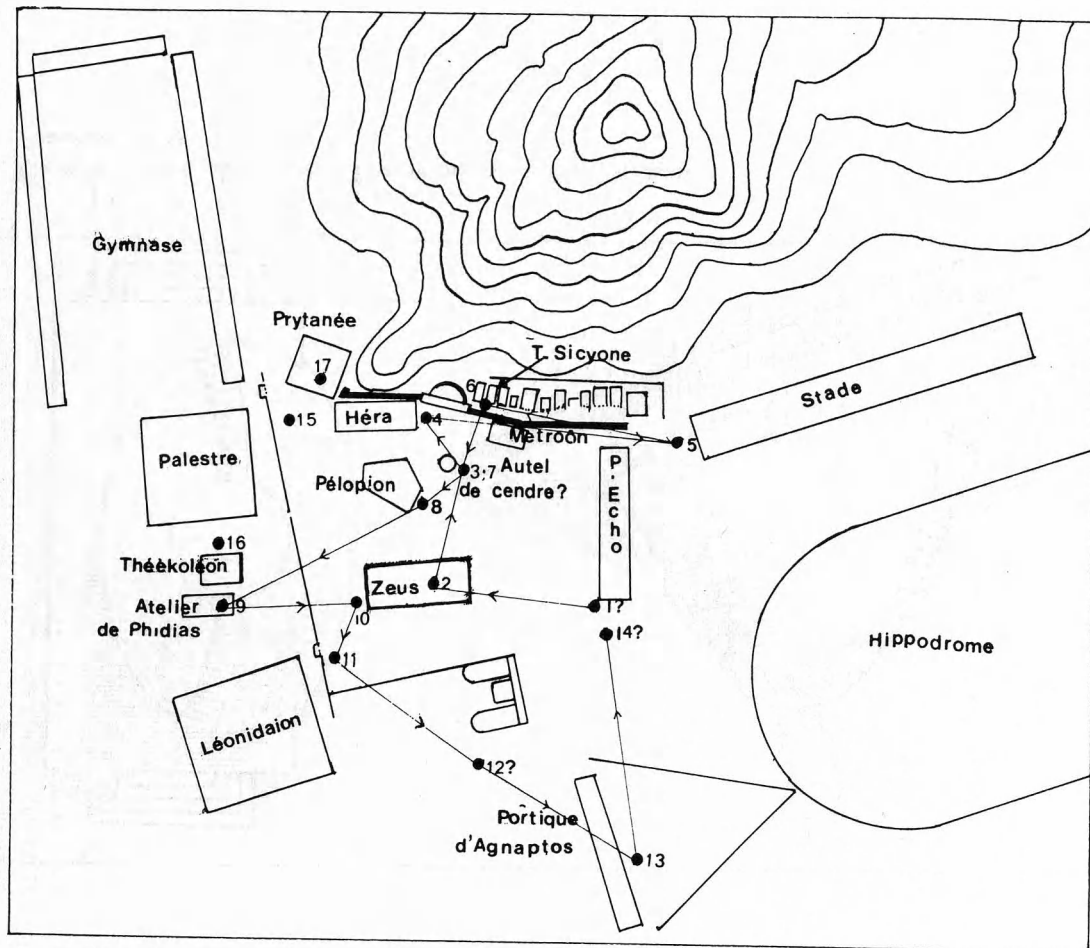 Gymnase
Prytanée
17
T. Sicyone
6
Stade
15
Héra
4
Metroôn
5
Palestre
3;7
Autel
de cendre?
Pélopion
8
P. Echo
16
Théékoléon
Zeus
2
1?
Atelier
de Phidias
9
10
14?
Hippodrome
11
Léonidaion
12?
Portique
d'Agnaptos
13